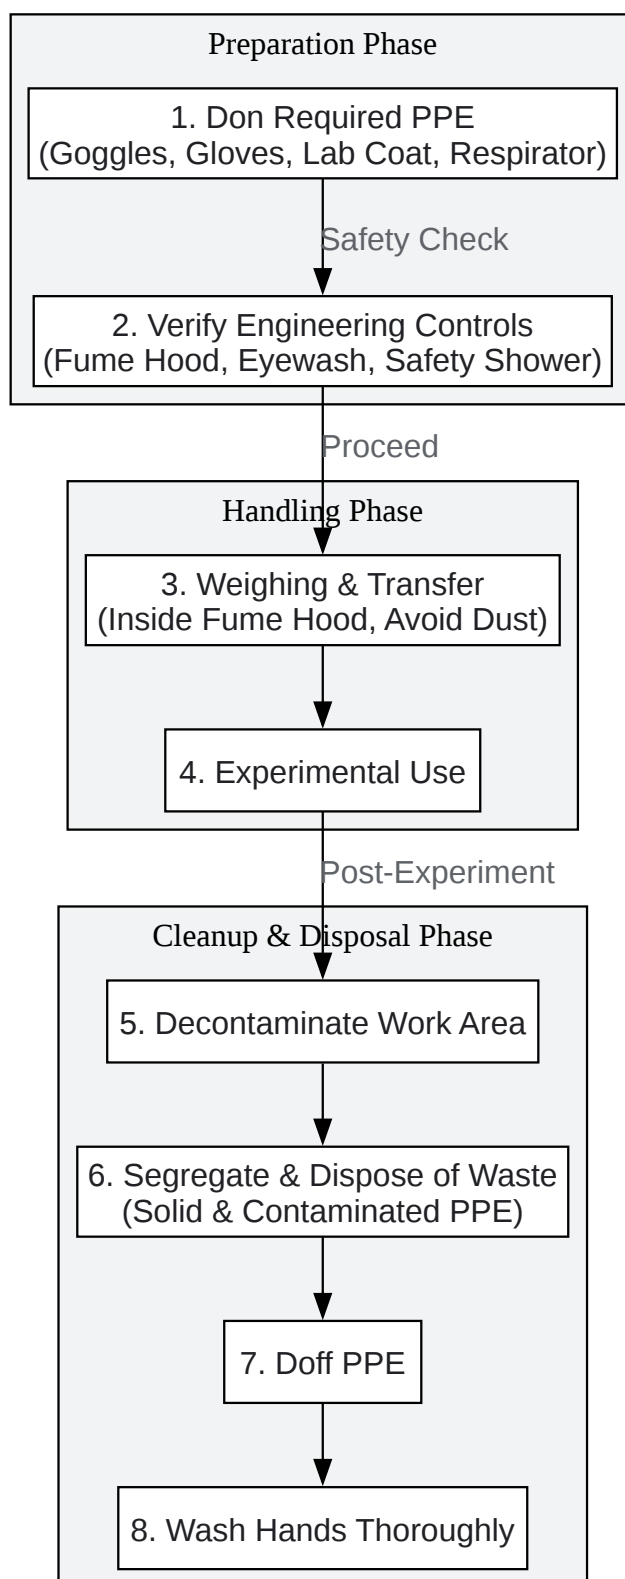 Preparation Phase
1. Don Required PPE
(Goggles, Gloves, Lab Coat, Respirator)
Safety Check
2. Verify Engineering Controls
(Fume Hood, Eyewash, Safety Shower)
Proceed
Handling Phase
3. Weighing & Transfer
(Inside Fume Hood, Avoid Dust)
4. Experimental Use
Post-Experiment
Cleanup & Disposal Phase
5. Decontaminate Work Area
6. Segregate & Dispose of Waste
(Solid & Contaminated PPE)
7. Doff PPE
8. Wash Hands Thoroughly